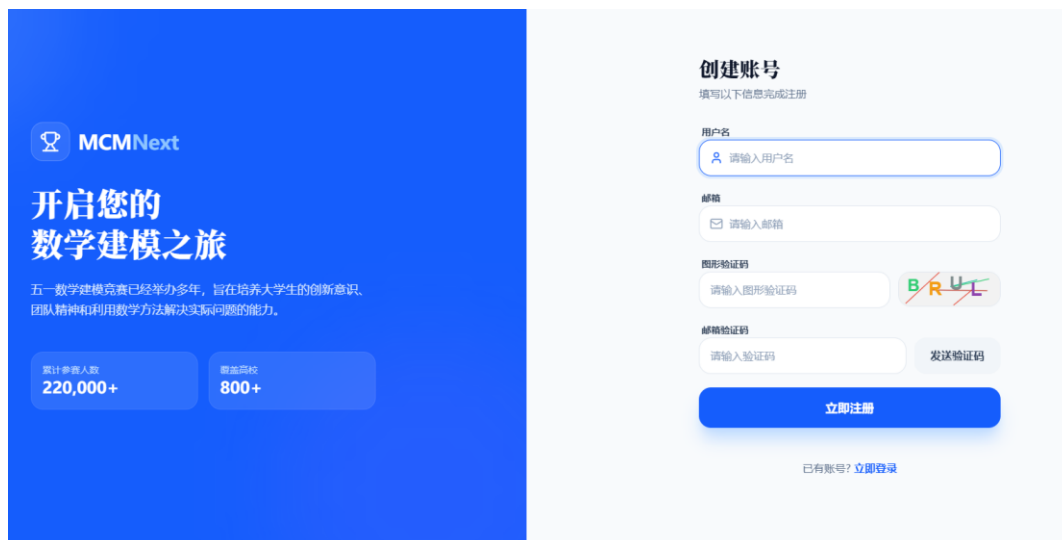 MCMNext
开启您的
数学建模之旅
五一数学建模竞赛已经举办多年，旨在培养大学生的创新意识、
团队精神和利用数学方法解决实际问题的能力。
累计参赛人数
220,000+
覆盖高校
800+
创建账号
填写以下信息完成注册
用户名
请输入用户名
邮箱
请输入邮箱
图形验证码
请输入图形验证码
BRUL
邮箱验证码
请输入验证码
发送验证码
立即注册
已有账号? 立即登录